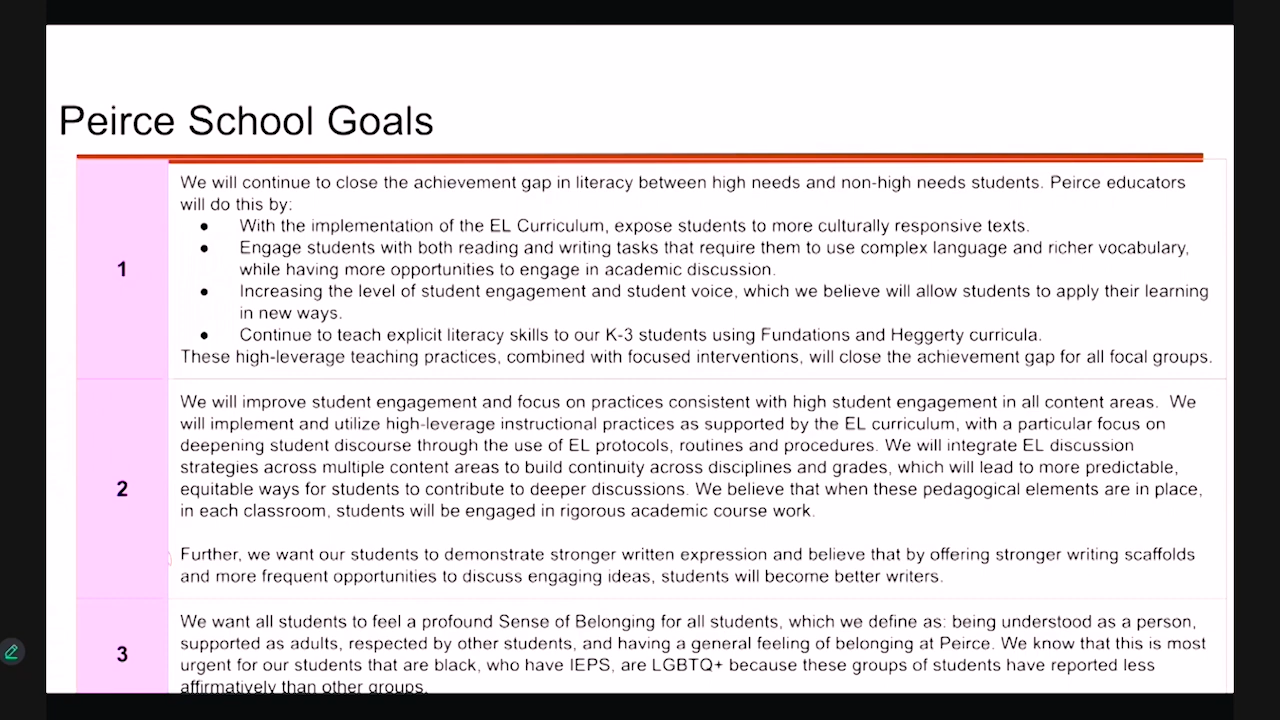 Peirce School Goals
1
We will continue to close the achievement gap in literacy between high needs and non-high needs students. Peirce educators
will do this by:
● With the implementation of the EL Curriculum, expose students to more culturally responsive texts.
● Engage students with both reading and writing tasks that require them to use complex language and richer vocabulary,
while having more opportunities to engage in academic discussion.
● Increasing the level of student engagement and student voice, which we believe will allow students to apply their learning
in new ways.
● Continue to teach explicit literacy skills to our K-3 students using Fundations and Heggerty curricula.
These high-leverage teaching practices, combined with focused interventions, will close the achievement gap for all focal groups.
2
We will improve student engagement and focus on practices consistent with high student engagement in all content areas. We
will implement and utilize high-leverage instructional practices as supported by the EL curriculum, with a particular focus on
deepening student discourse through the use of EL protocols, routines and procedures. We will integrate EL discussion
strategies across multiple content areas to build continuity across disciplines and grades, which will lead to more predictable,
equitable ways for students to contribute to deeper discussions. We believe that when these pedagogical elements are in place,
in each classroom, students will be engaged in rigorous academic course work.
Further, we want our students to demonstrate stronger written expression and believe that by offering stronger writing scaffolds
and more frequent opportunities to discuss engaging ideas, students will become better writers.
3
We want all students to feel a profound Sense of Belonging for all students, which we define as: being understood as a person,
supported as adults, respected by other students, and having a general feeling of belonging at Peirce. We know that this is most
urgent for our students that are black, who have IEPS, are LGBTQ+ because these groups of students have reported less
affirmatively than other groups.